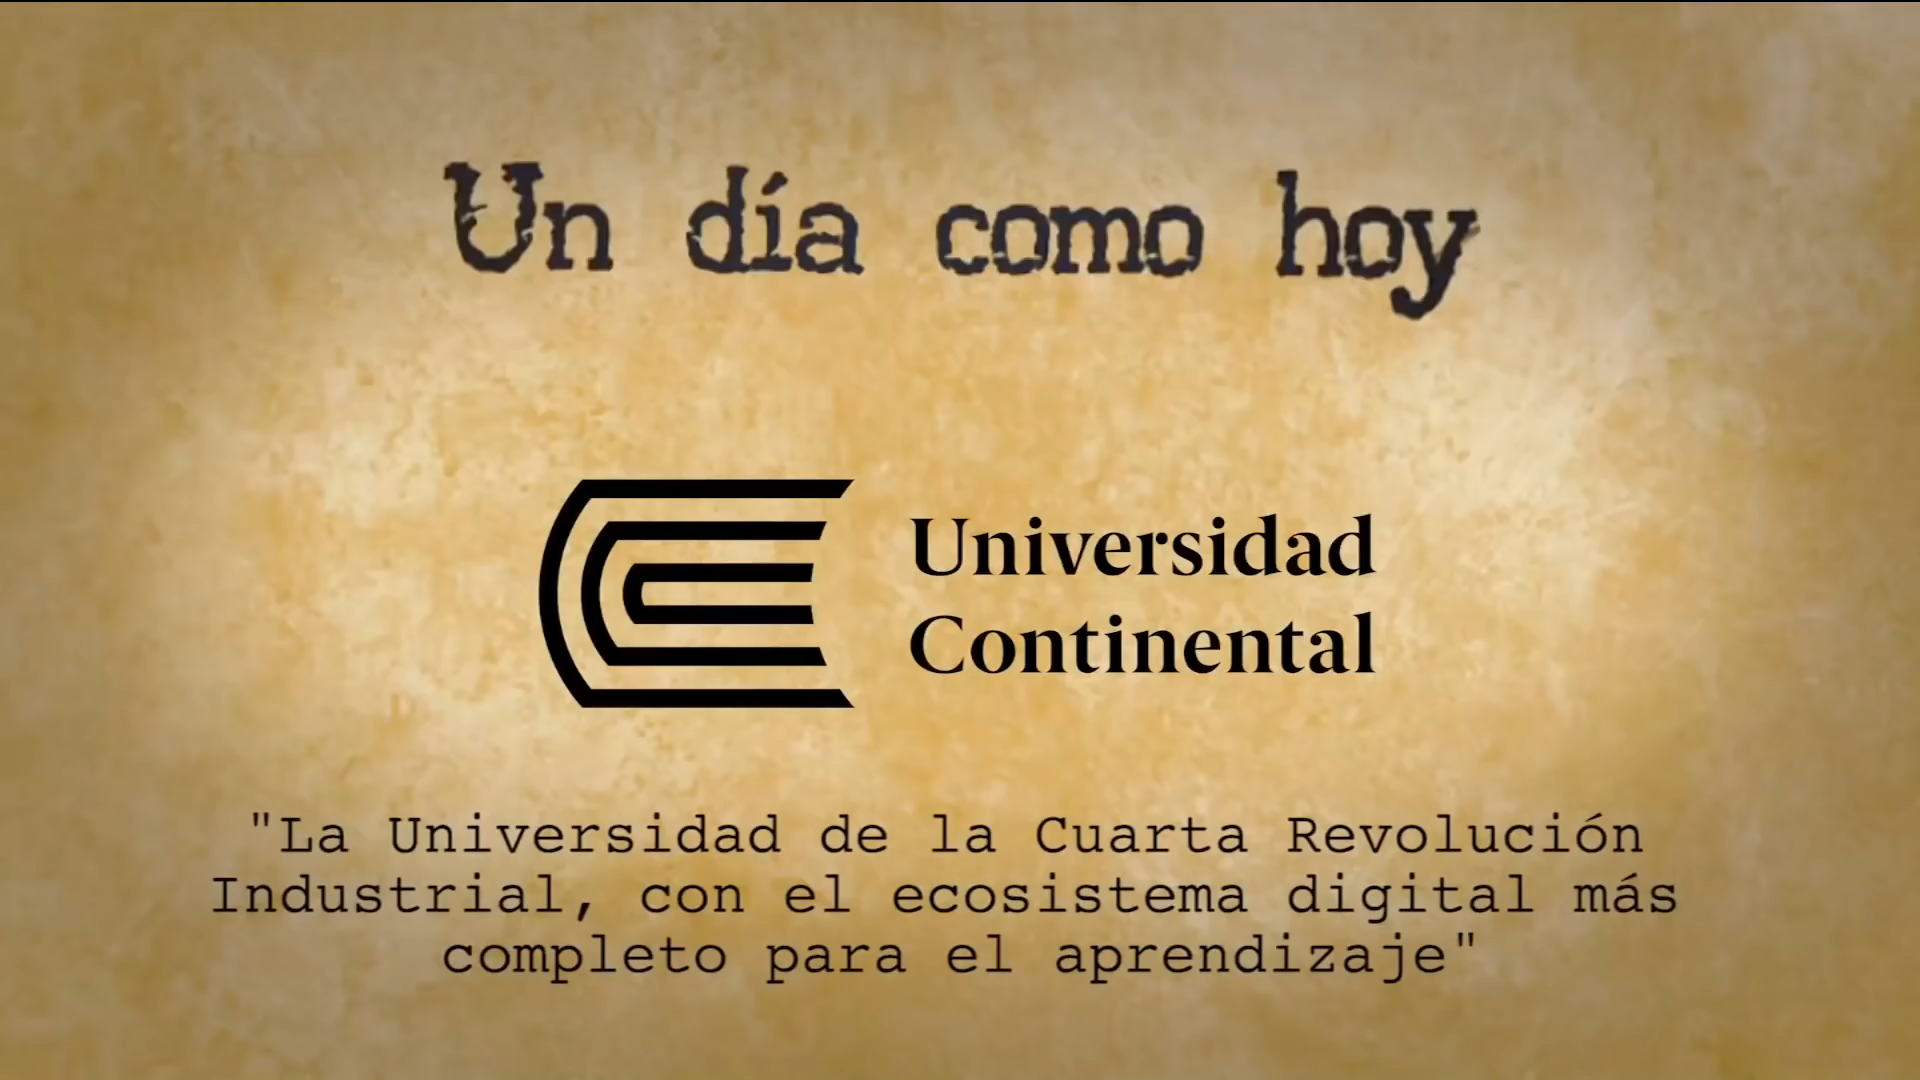 Un día como hoy
Universidad
Continental
"La Universidad de la Cuarta Revolución
Industrial, con el ecosistema digital más
completo para el aprendizaje"